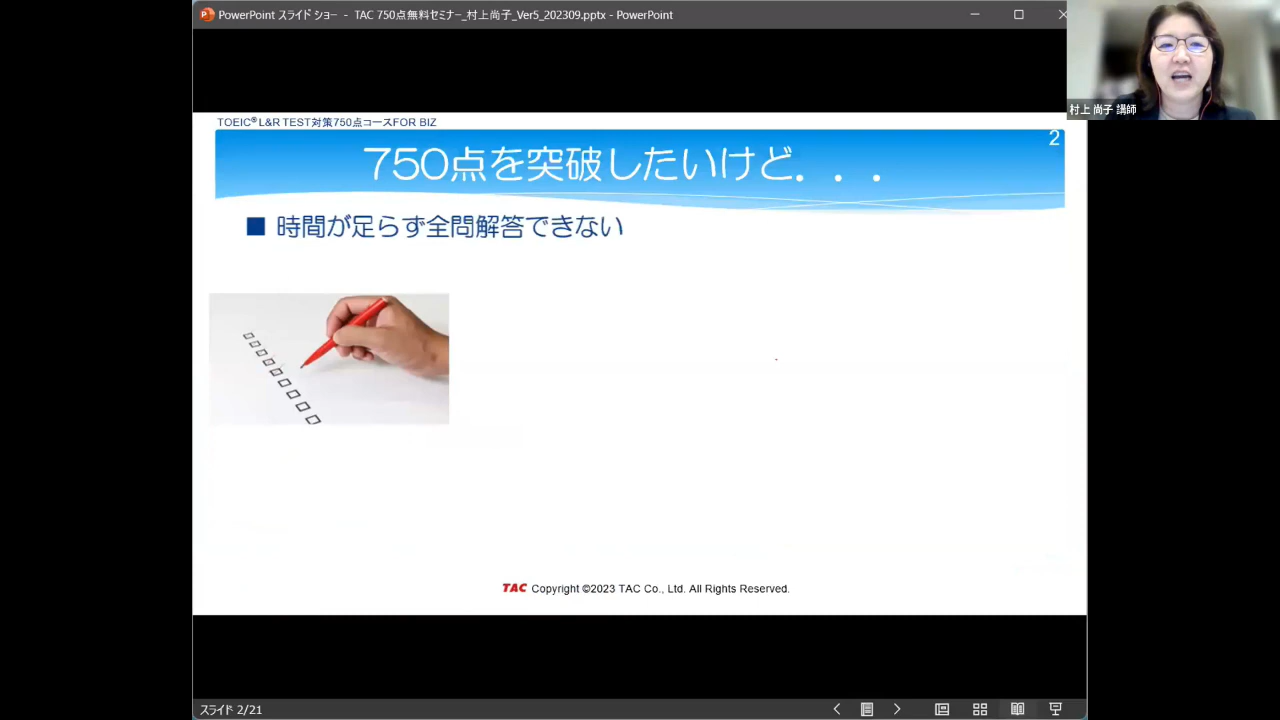 PowerPoint スライド ショー - TAC 750点無料セミナー_村上尚子_Ver5_202309.pptx - PowerPoint
村上 尚子 講師
TOEIC® L&R TEST対策750点コースFOR BIZ
2
750点を突破したいけど．．．
■ 時間が足らず全問解答できない
TAC Copyright ©2023 TAC Co., Ltd. All Rights Reserved.
スライド 2/21